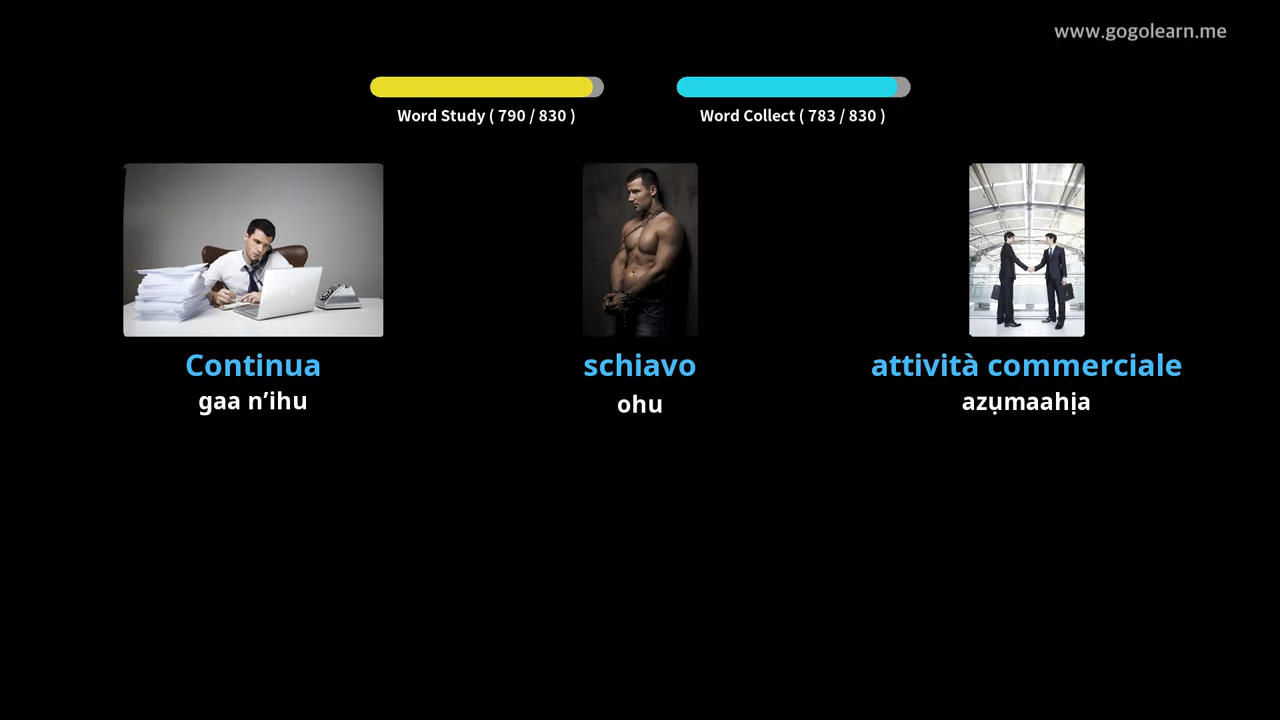 www.gogolearn.me
Word Study ( 790 / 830 )
Word Collect ( 783 / 830 )
Continua
gaa n’ihu
schiavo
ohu
attività commerciale
azụmaahịa